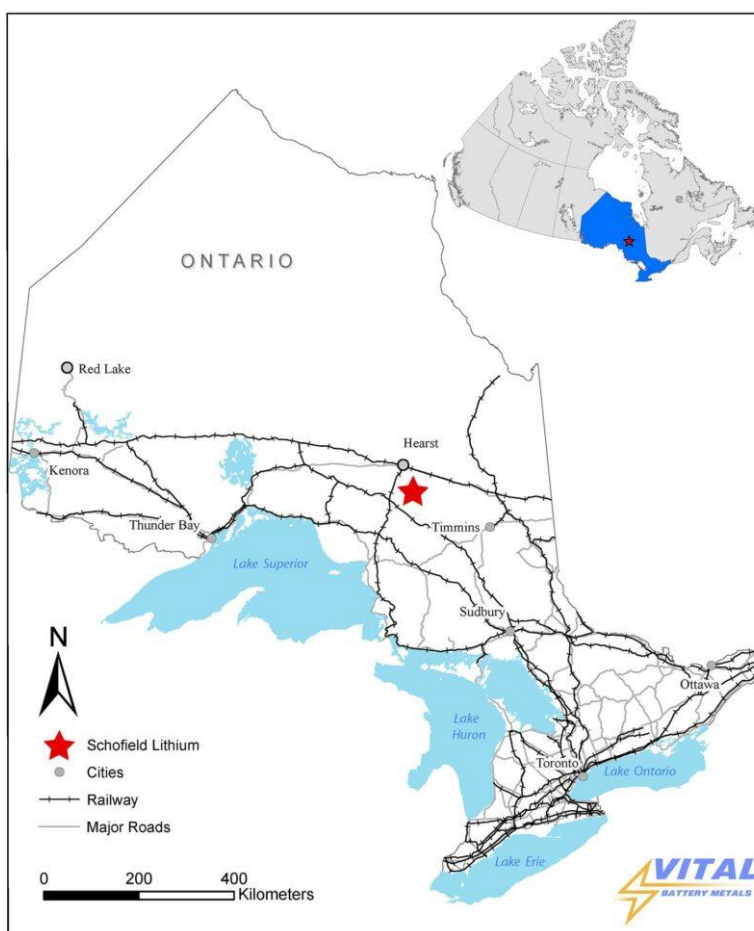 ONTARIO
Red Lake
Hearst
Kenora
Thunder Bay
Timmins
Lake Superior
Sudbury
N
Ottawa
Lake
Huron
Schofield Lithium
Cities
Toronto
Lake Ontario
Railway
Major Roads
Lake Erie
0 200 400
Kilometers
VITAL
BATTERY METALS